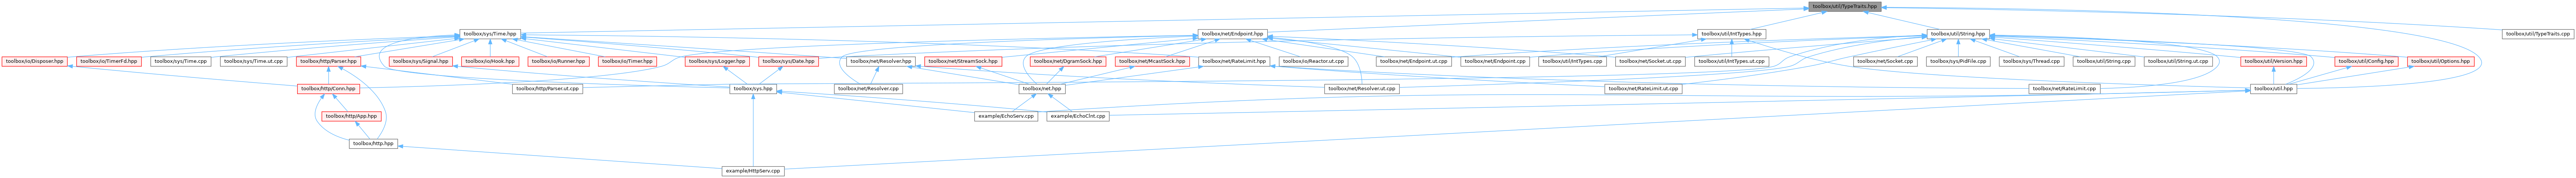 toolbox/util/TypeTraits.hpp
toolbox/sys/Time.hpp
toolbox/net/Endpoint.hpp
toolbox/util/IntTypes.hpp
toolbox/util/String.hpp
toolbox/util/TypeTraits.cpp
toolbox/io/Disposer.hpp
toolbox/io/TimerFd.hpp
toolbox/sys/Time.cpp
toolbox/sys/Time.ut.cpp
toolbox/http/Parser.hpp
toolbox/sys/Signal.hpp
toolbox/io/Hook.hpp
toolbox/io/Runner.hpp
toolbox/io/Timer.hpp
toolbox/sys/Logger.hpp
toolbox/sys/Date.hpp
toolbox/net/Resolver.hpp
toolbox/net/StreamSock.hpp
toolbox/net/DgramSock.hpp
toolbox/net/McastSock.hpp
toolbox/net/RateLimit.hpp
toolbox/io/Reactor.ut.cpp
toolbox/net/Endpoint.ut.cpp
toolbox/net/Endpoint.cpp
toolbox/util/IntTypes.cpp
toolbox/net/Socket.ut.cpp
toolbox/util/IntTypes.ut.cpp
toolbox/net/Socket.cpp
toolbox/sys/PidFile.cpp
toolbox/sys/Thread.cpp
toolbox/util/String.cpp
toolbox/util/String.ut.cpp
toolbox/util/Version.hpp
toolbox/util/Config.hpp
toolbox/util/Options.hpp
toolbox/http/Conn.hpp
toolbox/http/Parser.ut.cpp
toolbox/sys.hpp
toolbox/net/Resolver.cpp
toolbox/net.hpp
toolbox/net/Resolver.ut.cpp
toolbox/net/RateLimit.ut.cpp
toolbox/net/RateLimit.cpp
toolbox/util.hpp
toolbox/http/App.hpp
example/EchoServ.cpp
example/EchoClnt.cpp
toolbox/http.hpp
example/HttpServ.cpp